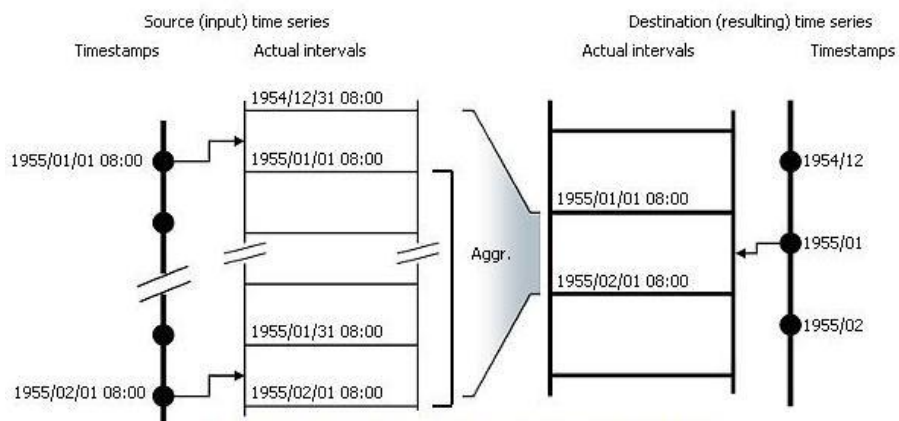 Source (input) time series
Destination (resulting) time series
Timestamps
Actual intervals
Actual intervals
Timestamps
1954/12/31 08:00
1955/01/01 08:00
1955/01/01 08:00
1954/12
1955/01/01 08:00
Aggr.
1955/01
1955/02/01 08:00
1955/01/31 08:00
1955/02
1955/02/01 08:00
1955/02/01 08:00